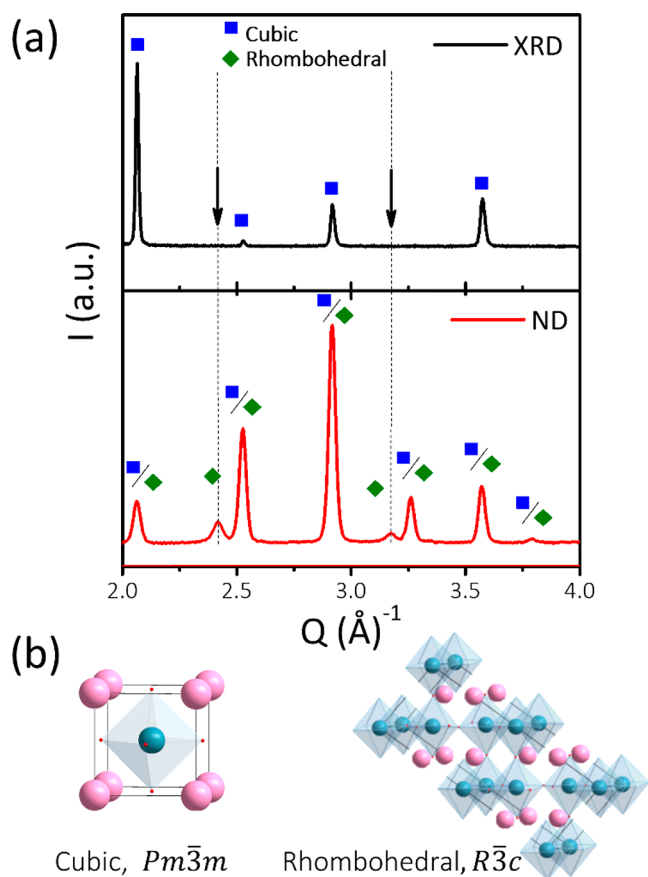 (a)
Cubic
Rhombohedral
XRD
ND
I (a.u.)
2.0 2.5 3.0 3.5 4.0
Q (Å)⁻¹
(b)
Cubic, Pm3̅m
Rhombohedral, R3̅c